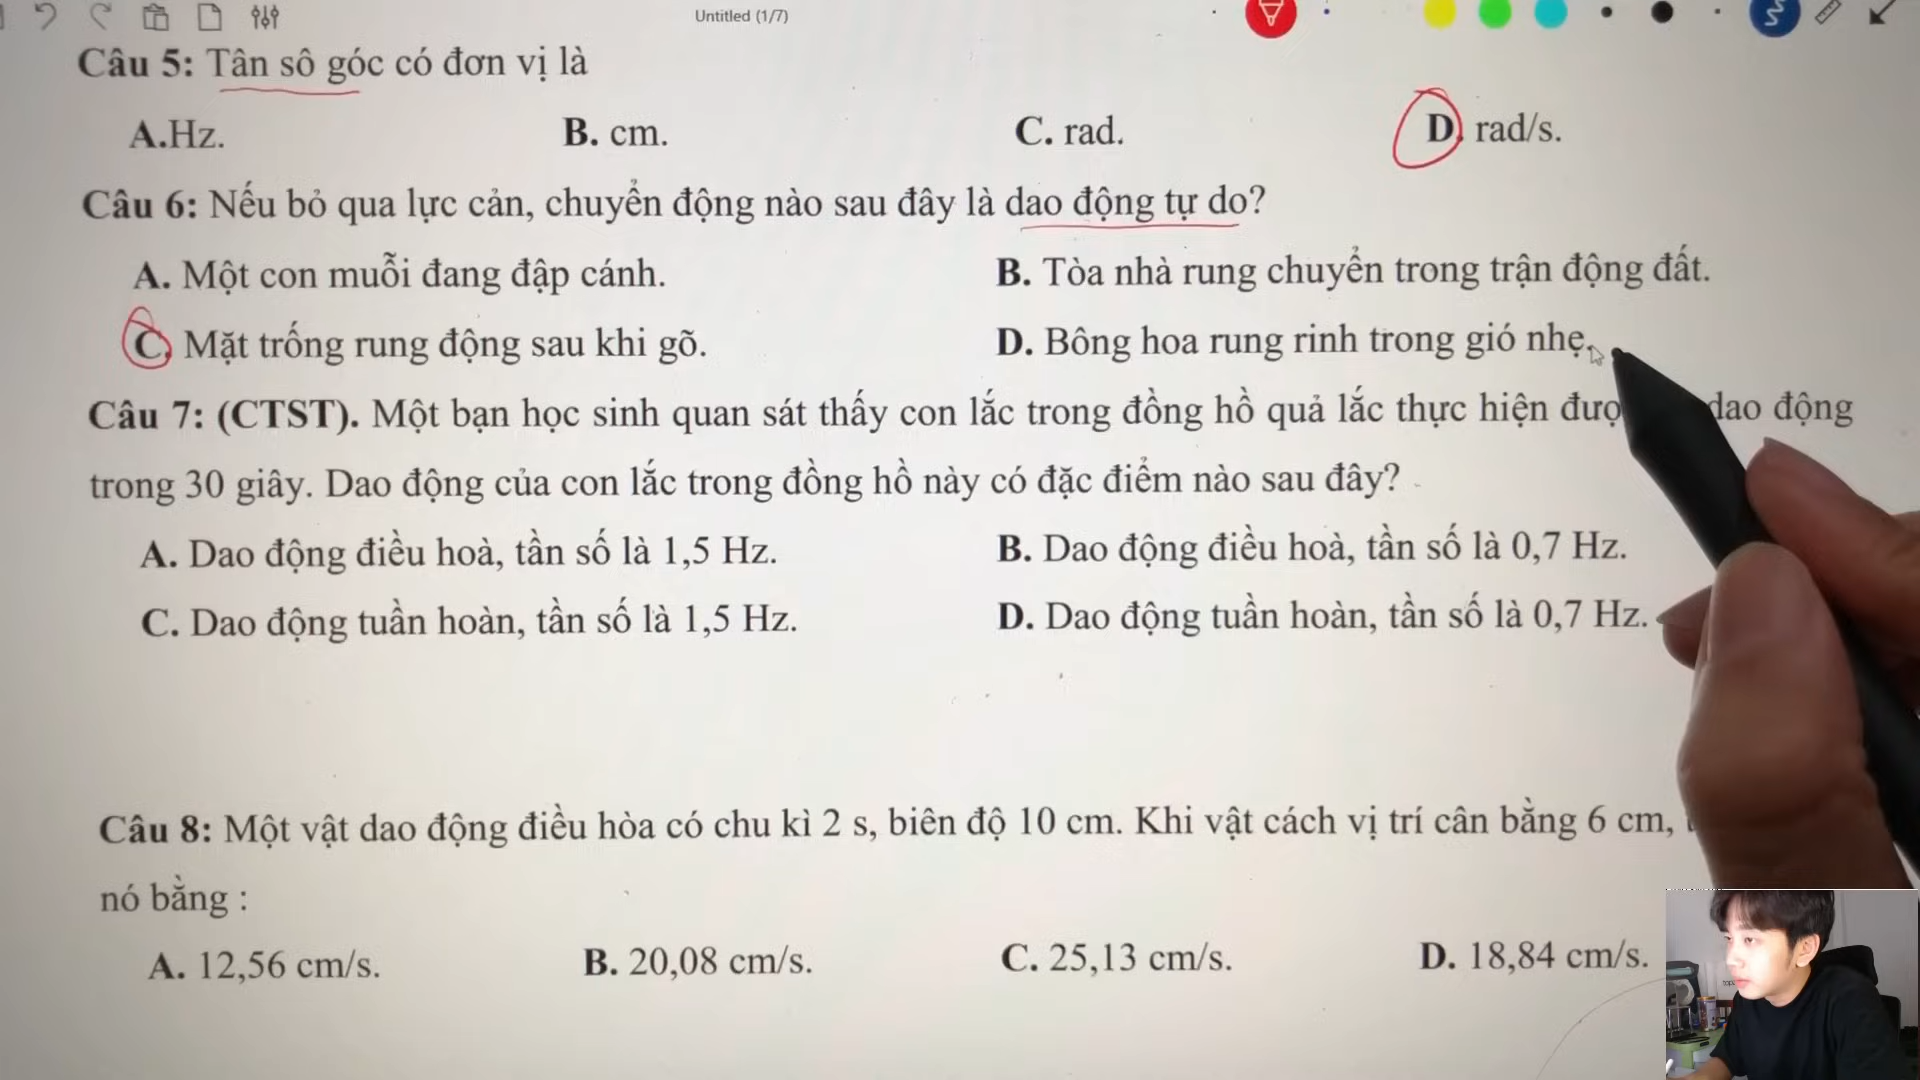 Untitled (1/7)
Câu 5: Tần số góc có đơn vị là
A.Hz. B. cm. C. rad. D. rad/s.
Câu 6: Nếu bỏ qua lực cản, chuyển động nào sau đây là dao động tự do?
A. Một con muỗi đang đập cánh. B. Tòa nhà rung chuyển trong trận động đất.
C. Mặt trống rung động sau khi gõ. D. Bông hoa rung rinh trong gió nhẹ.
Câu 7: (CTST). Một bạn học sinh quan sát thấy con lắc trong đồng hồ quả lắc thực hiện dao động
trong 30 giây. Dao động của con lắc trong đồng hồ này có đặc điểm nào sau đây?
A. Dao động điều hoà, tần số là 1,5 Hz. B. Dao động điều hoà, tần số là 0,7 Hz.
C. Dao động tuần hoàn, tần số là 1,5 Hz. D. Dao động tuần hoàn, tần số là 0,7 Hz.
Câu 8: Một vật dao động điều hòa có chu kì 2 s, biên độ 10 cm. Khi vật cách vị trí cân bằng 6 cm,
nó bằng :
A. 12,56 cm/s. B. 20,08 cm/s. C. 25,13 cm/s. D. 18,84 cm/s.